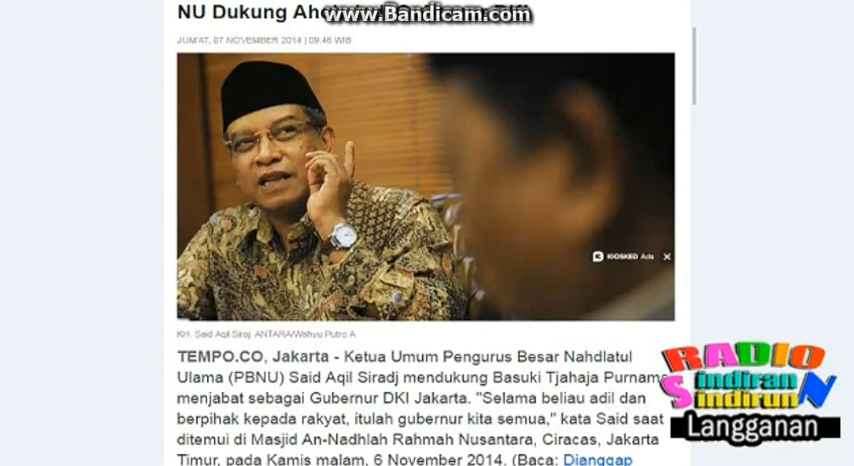 www.Bandicam.com
NU Dukung
JUM'AT, 07 NOVEMBER 2014 | 09:46 WIB
KIOSKED Ads X
KH. Said Aqil Siroj. ANTARA/Wahyu Putro A
TEMPO.CO, Jakarta - Ketua Umum Pengurus Besar Nahdlatul
Ulama (PBNU) Said Aqil Siradj mendukung Basuki Tjahaja Purnama
menjabat sebagai Gubernur DKI Jakarta. "Selama beliau adil dan
berpihak kepada rakyat, itulah gubernur kita semua," kata Said saat
ditemui di Masjid An-Nadhlah Rahmah Nusantara, Ciracas, Jakarta
Timur, pada Kamis malam, 6 November 2014. (Baca: Dianggap
RADIO
Sindiran
Sindirun
Langganan